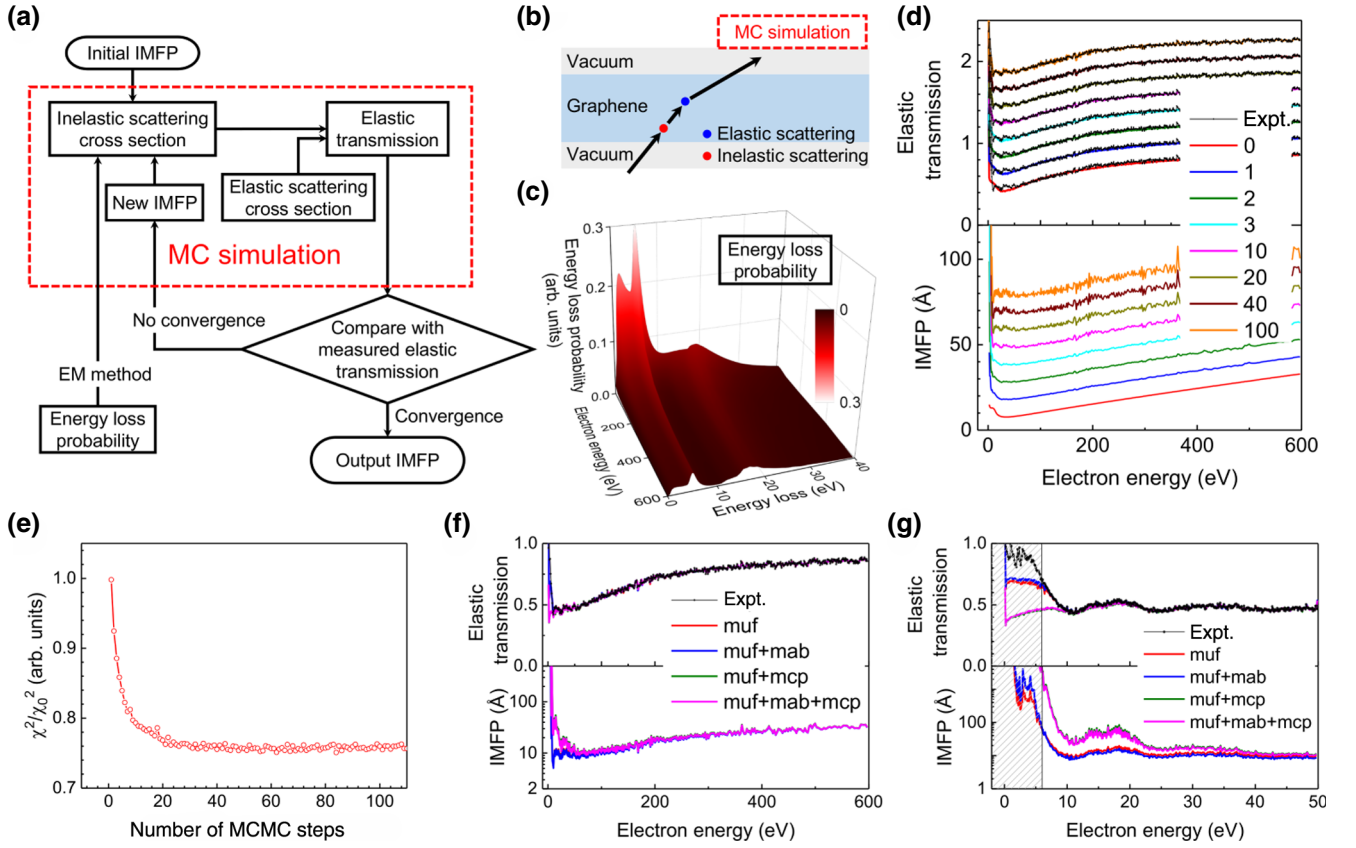 (a)
Initial IMFP
Inelastic scattering
cross section
Elastic
transmission
New IMFP
Elastic scattering
cross section
MC simulation
No convergence
Compare with
measured elastic
transmission
EM method
Energy loss
probability
Convergence
Output IMFP
(b)
MC simulation
Vacuum
Graphene
Vacuum
Elastic scattering
Inelastic scattering
(c)
Energy loss probability
(arb. units)
0.3
0.2
0.1
0.0
Energy loss
probability
0
0.3
Electron energy (eV)
200
400
600
0
10
20
30
40
Energy loss (eV)
(d)
Elastic
transmission
2
1
0
IMFP (Å)
100
50
0
Expt.
0
1
2
3
10
20
40
100
0 200 400 600
Electron energy (eV)
(e)
χ²/χ₀² (arb. units)
1.0
0.9
0.8
0.7
0 20 40 60 80 100
Number of MCMC steps
(f)
Elastic
transmission
1.0
0.5
0.0
IMFP (Å)
100
10
2
Expt.
muf
muf+mab
muf+mcp
muf+mab+mcp
0 200 400 600
Electron energy (eV)
(g)
Elastic
transmission
1.0
0.5
0.0
IMFP (Å)
100
1
Expt.
muf
muf+mab
muf+mcp
muf+mab+mcp
0 10 20 30 40 50
Electron energy (eV)